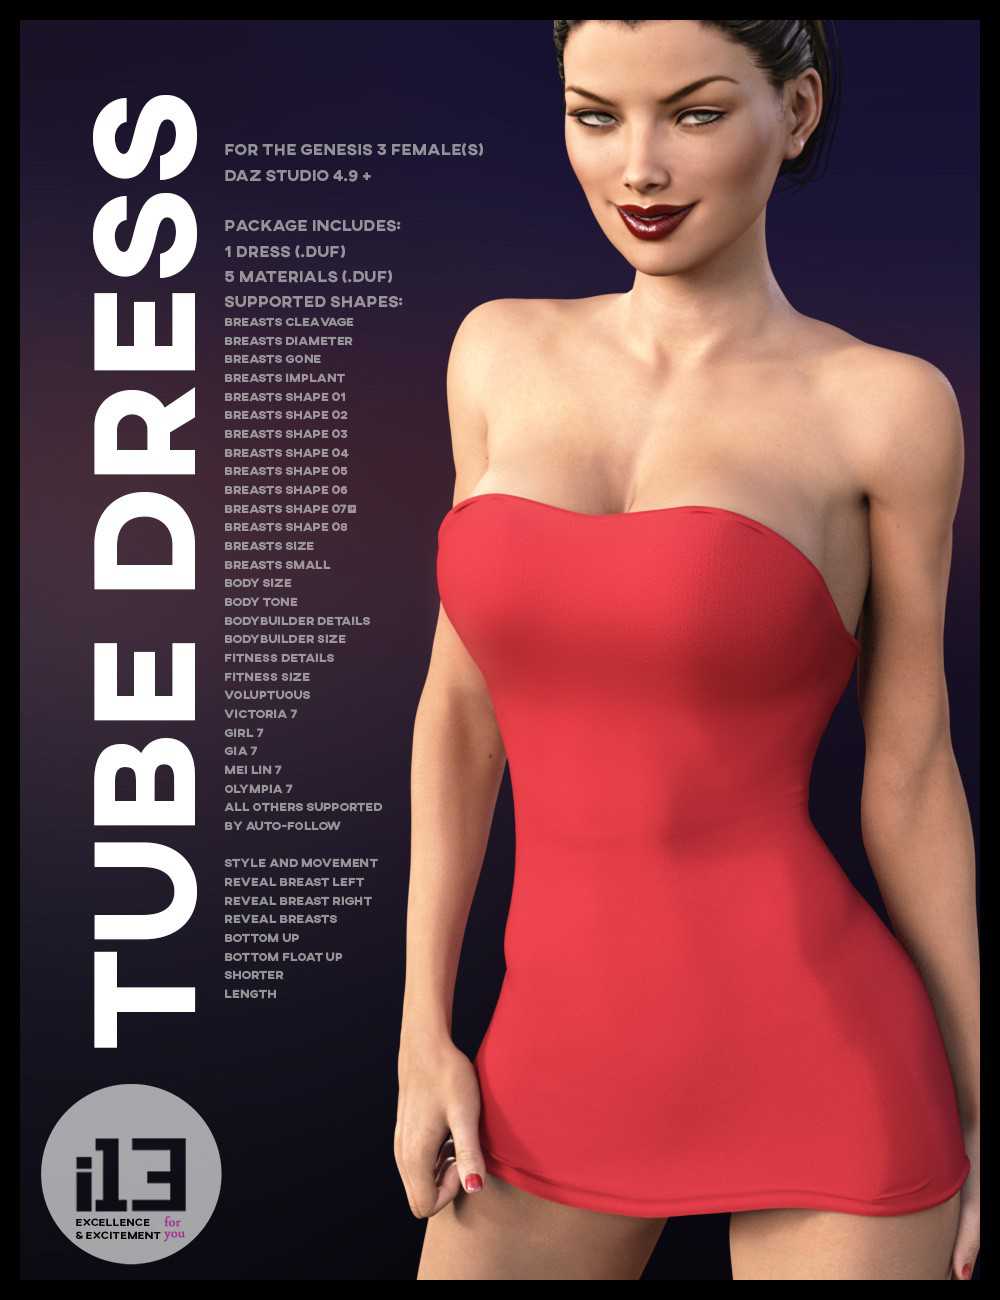 TUBE DRESS
FOR THE GENESIS 3 FEMALE(S)
DAZ STUDIO 4.9 +
PACKAGE INCLUDES:
1 DRESS (.DUF)
5 MATERIALS (.DUF)
SUPPORTED SHAPES:
BREASTS CLEAVAGE
BREASTS DIAMETER
BREASTS GONE
BREASTS IMPLANT
BREASTS SHAPE 01
BREASTS SHAPE 02
BREASTS SHAPE 03
BREASTS SHAPE 04
BREASTS SHAPE 05
BREASTS SHAPE 06
BREASTS SHAPE 07
BREASTS SHAPE 08
BREASTS SIZE
BREASTS SMALL
BODY SIZE
BODY TONE
BODYBUILDER DETAILS
BODYBUILDER SIZE
FITNESS DETAILS
FITNESS SIZE
VOLUPTUOUS
VICTORIA 7
GIRL 7
GIA 7
MEI LIN 7
OLYMPIA 7
ALL OTHERS SUPPORTED
BY AUTO-FOLLOW
STYLE AND MOVEMENT
REVEAL BREAST LEFT
REVEAL BREAST RIGHT
REVEAL BREASTS
BOTTOM UP
BOTTOM FLOAT UP
SHORTER
LENGTH
i13
EXCELLENCE for
& EXCITEMENT you